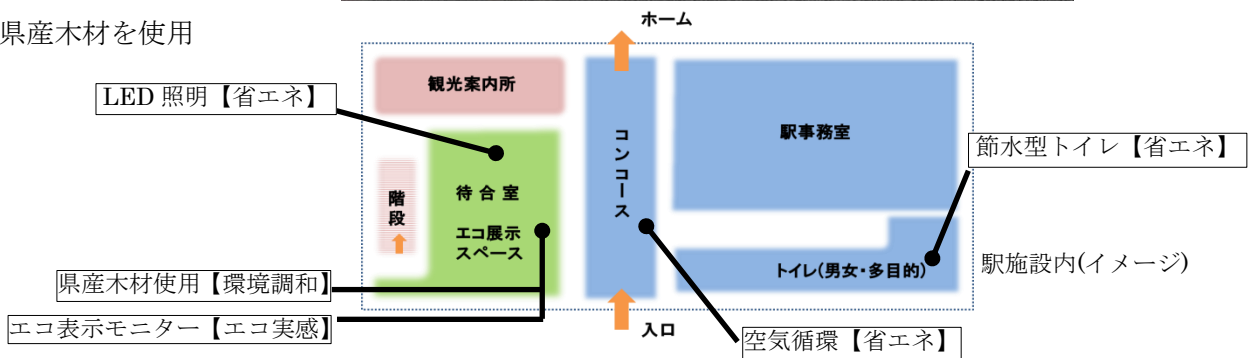 ホーム
県産木材を使用
観光案内所
LED 照明【省エネ】
コンコース
駅事務室
節水型トイレ【省エネ】
階段
待合室
エコ展示
スペース
県産木材使用【環境調和】
トイレ(男女・多目的)
駅施設内(イメージ)
エコ表示モニター【エコ実感】
入口
空気循環【省エネ】